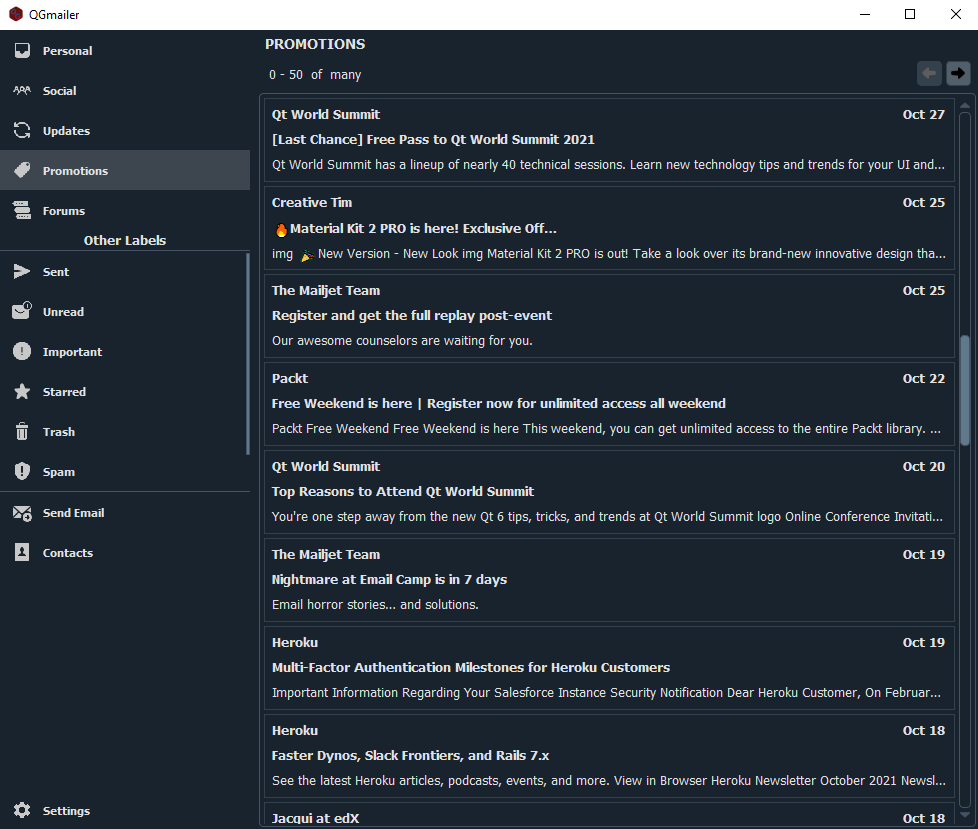 QGmailer
Personal
Social
Updates
Promotions
Forums
Other Labels
Sent
Unread
Important
Starred
Trash
Spam
Send Email
Contacts
Settings
PROMOTIONS
0 - 50 of many
Qt World Summit Oct 27
[Last Chance] Free Pass to Qt World Summit 2021
Qt World Summit has a lineup of nearly 40 technical sessions. Learn new technology tips and trends for your UI and...
Creative Tim Oct 25
🔥Material Kit 2 PRO is here! Exclusive Off...
img 🎉New Version - New Look img Material Kit 2 PRO is out! Take a look over its brand-new innovative design tha...
The Mailjet Team Oct 25
Register and get the full replay post-event
Our awesome counselors are waiting for you.
Packt Oct 22
Free Weekend is here | Register now for unlimited access all weekend
Packt Free Weekend Free Weekend is here This weekend, you can get unlimited access to the entire Packt library. ...
Qt World Summit Oct 20
Top Reasons to Attend Qt World Summit
You're one step away from the new Qt 6 tips, tricks, and trends at Qt World Summit logo Online Conference Invitati...
The Mailjet Team Oct 19
Nightmare at Email Camp is in 7 days
Email horror stories... and solutions.
Heroku Oct 19
Multi-Factor Authentication Milestones for Heroku Customers
Important Information Regarding Your Salesforce Instance Security Notification Dear Heroku Customer, On Februar...
Heroku Oct 18
Faster Dynos, Slack Frontiers, and Rails 7.x
See the latest Heroku articles, podcasts, events, and more. View in Browser Heroku Newsletter October 2021 Newsl...
Jacqui at edX Oct 18